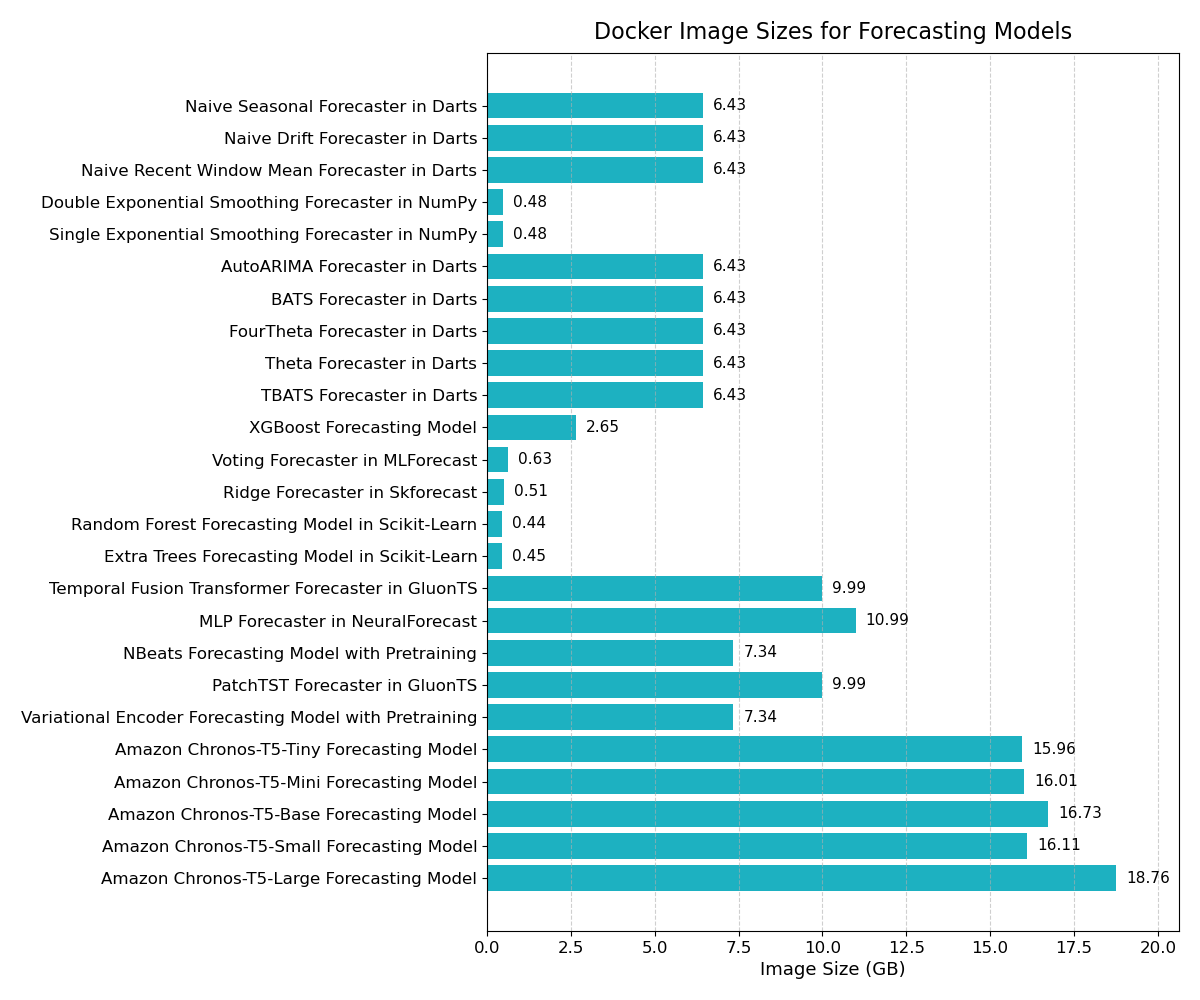 Docker Image Sizes for Forecasting Models
Naive Seasonal Forecaster in Darts 6.43
Naive Drift Forecaster in Darts 6.43
Naive Recent Window Mean Forecaster in Darts 6.43
Double Exponential Smoothing Forecaster in NumPy 0.48
Single Exponential Smoothing Forecaster in NumPy 0.48
AutoARIMA Forecaster in Darts 6.43
BATS Forecaster in Darts 6.43
FourTheta Forecaster in Darts 6.43
Theta Forecaster in Darts 6.43
TBATS Forecaster in Darts 6.43
XGBoost Forecasting Model 2.65
Voting Forecaster in MLForecast 0.63
Ridge Forecaster in Skforecast 0.51
Random Forest Forecasting Model in Scikit-Learn 0.44
Extra Trees Forecasting Model in Scikit-Learn 0.45
Temporal Fusion Transformer Forecaster in GluonTS 9.99
MLP Forecaster in NeuralForecast 10.99
NBeats Forecasting Model with Pretraining 7.34
PatchTST Forecaster in GluonTS 9.99
Variational Encoder Forecasting Model with Pretraining 7.34
Amazon Chronos-T5-Tiny Forecasting Model 15.96
Amazon Chronos-T5-Mini Forecasting Model 16.01
Amazon Chronos-T5-Base Forecasting Model 16.73
Amazon Chronos-T5-Small Forecasting Model 16.11
Amazon Chronos-T5-Large Forecasting Model 18.76
0.0 2.5 5.0 7.5 10.0 12.5 15.0 17.5 20.0
Image Size (GB)